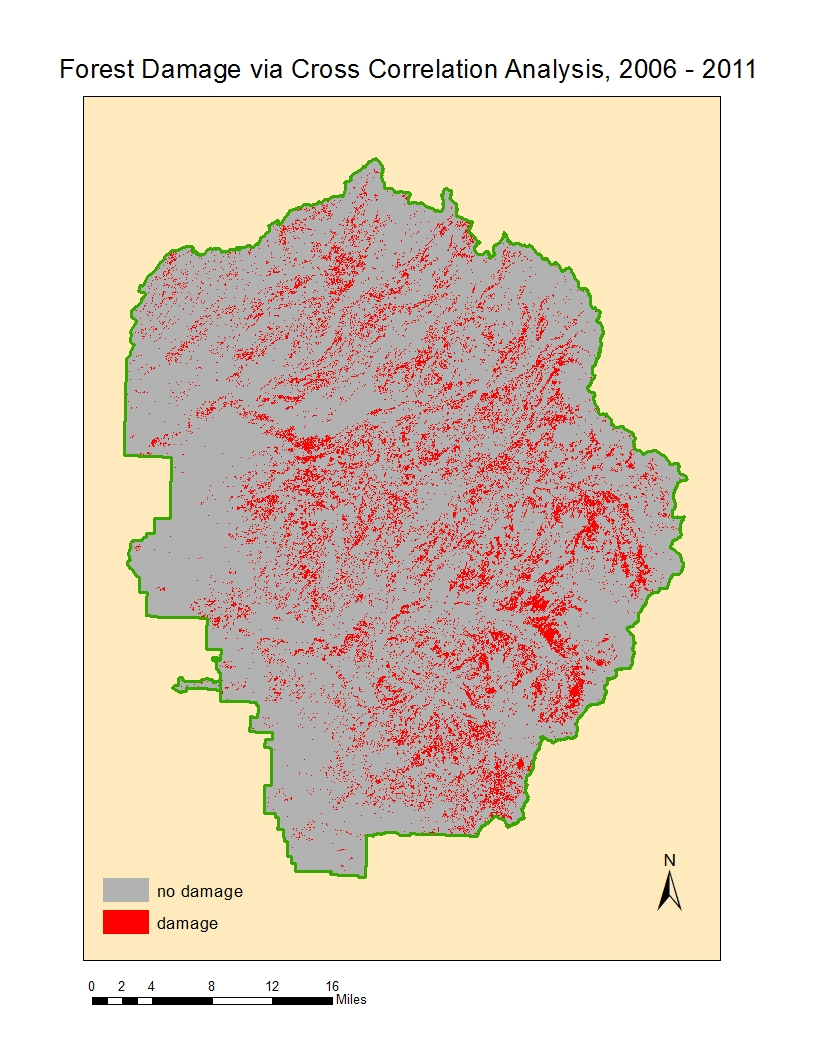 Forest Damage via Cross Correlation Analysis, 2006 - 2011
N
no damage
damage
0 2 4 8 12 16
Miles